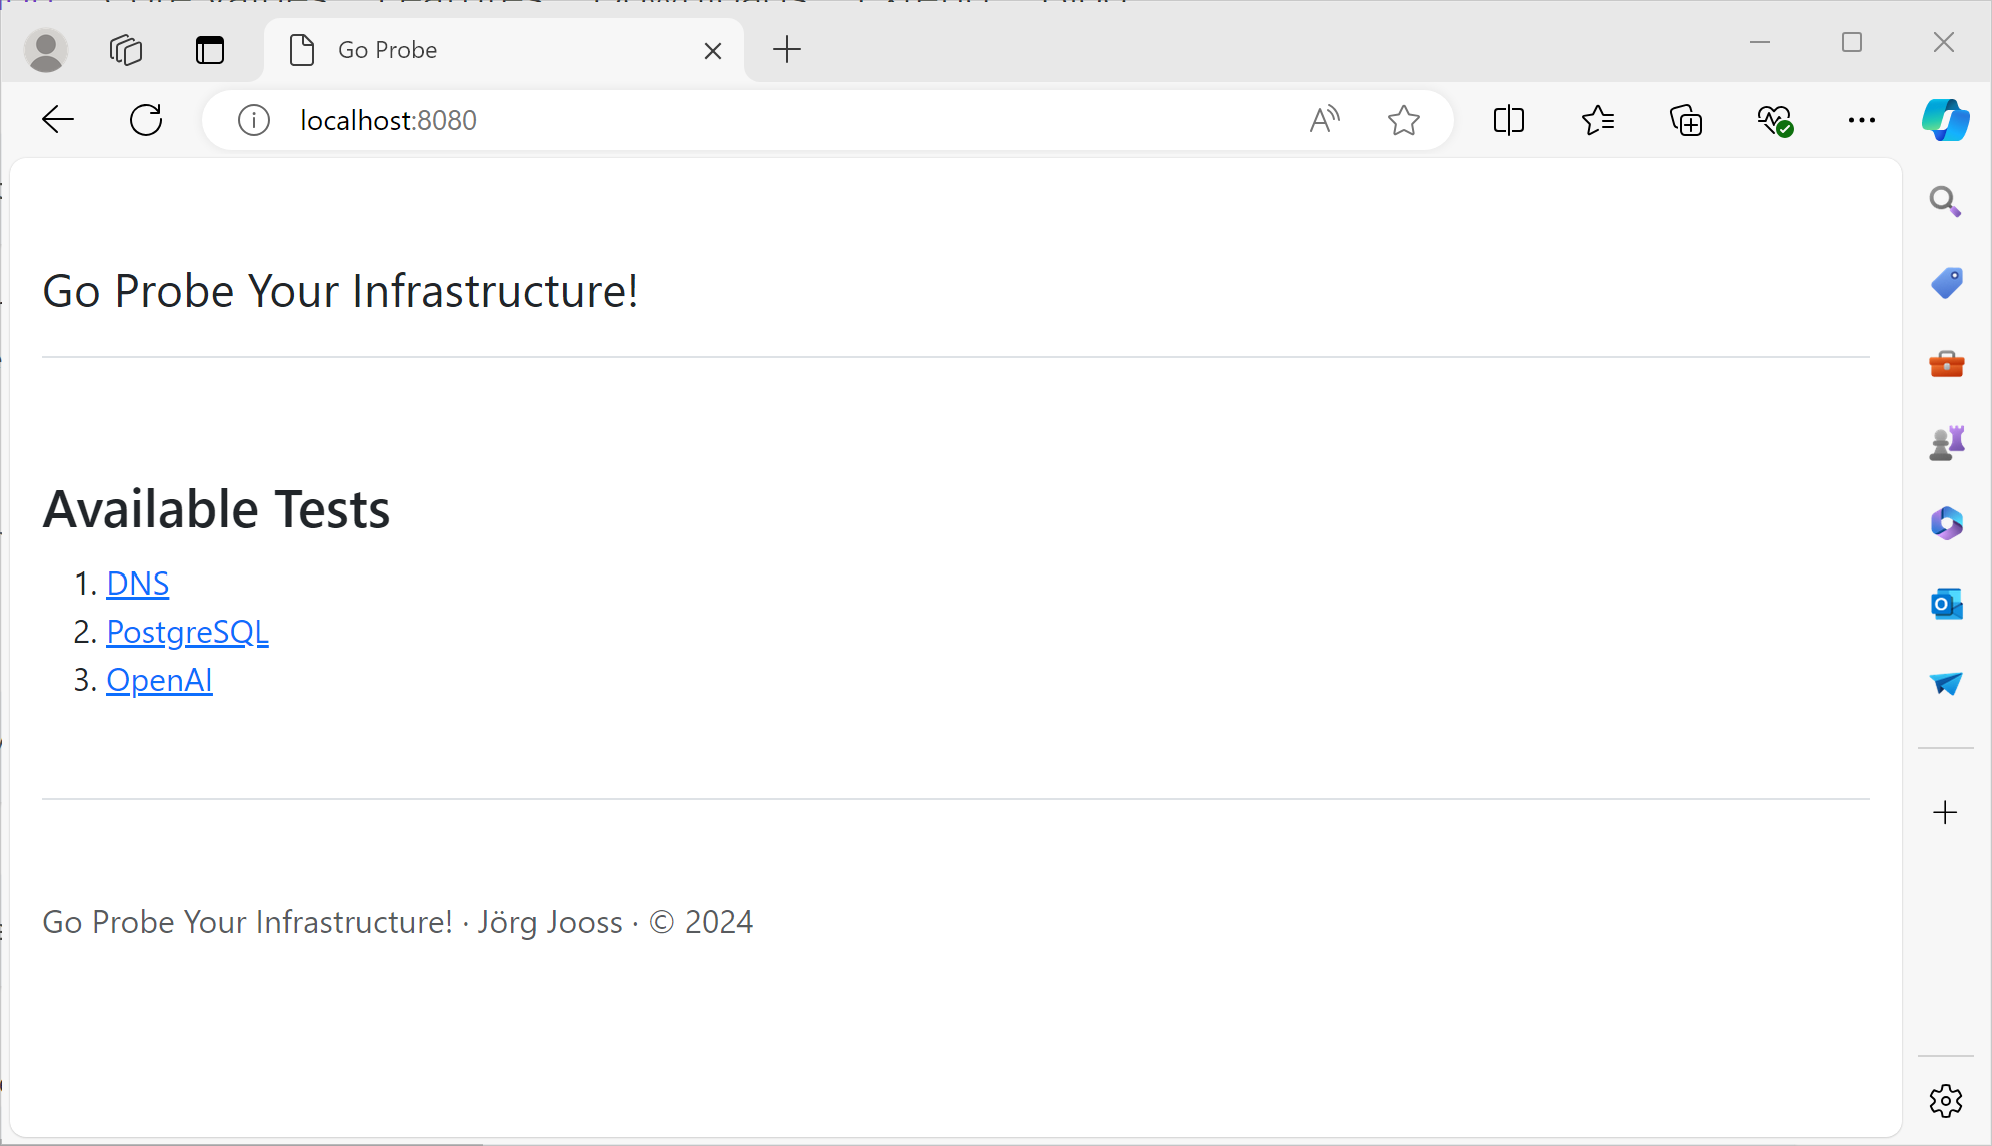 Go Probe
localhost:8080
Go Probe Your Infrastructure!
Available Tests
1. DNS
2. PostgreSQL
3. OpenAI
Go Probe Your Infrastructure! · Jörg Jooss · © 2024